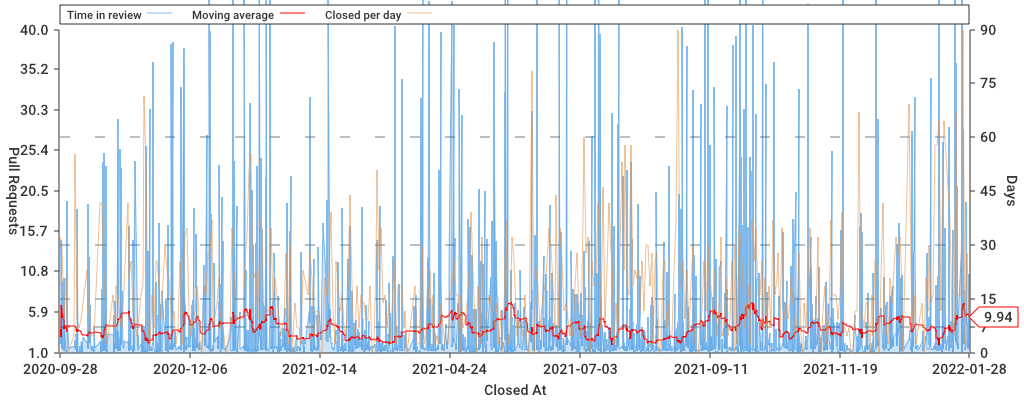 Time in review Moving average Closed per day
40.0 90
35.2 75
30.3
25.4 60
20.5 45
15.7 30
10.8
5.9 15
9.94
7
1.0 0
Pull Requests
Days
2020-09-28 2020-12-06 2021-02-14 2021-04-24 2021-07-03 2021-09-11 2021-11-19 2022-01-28
Closed At